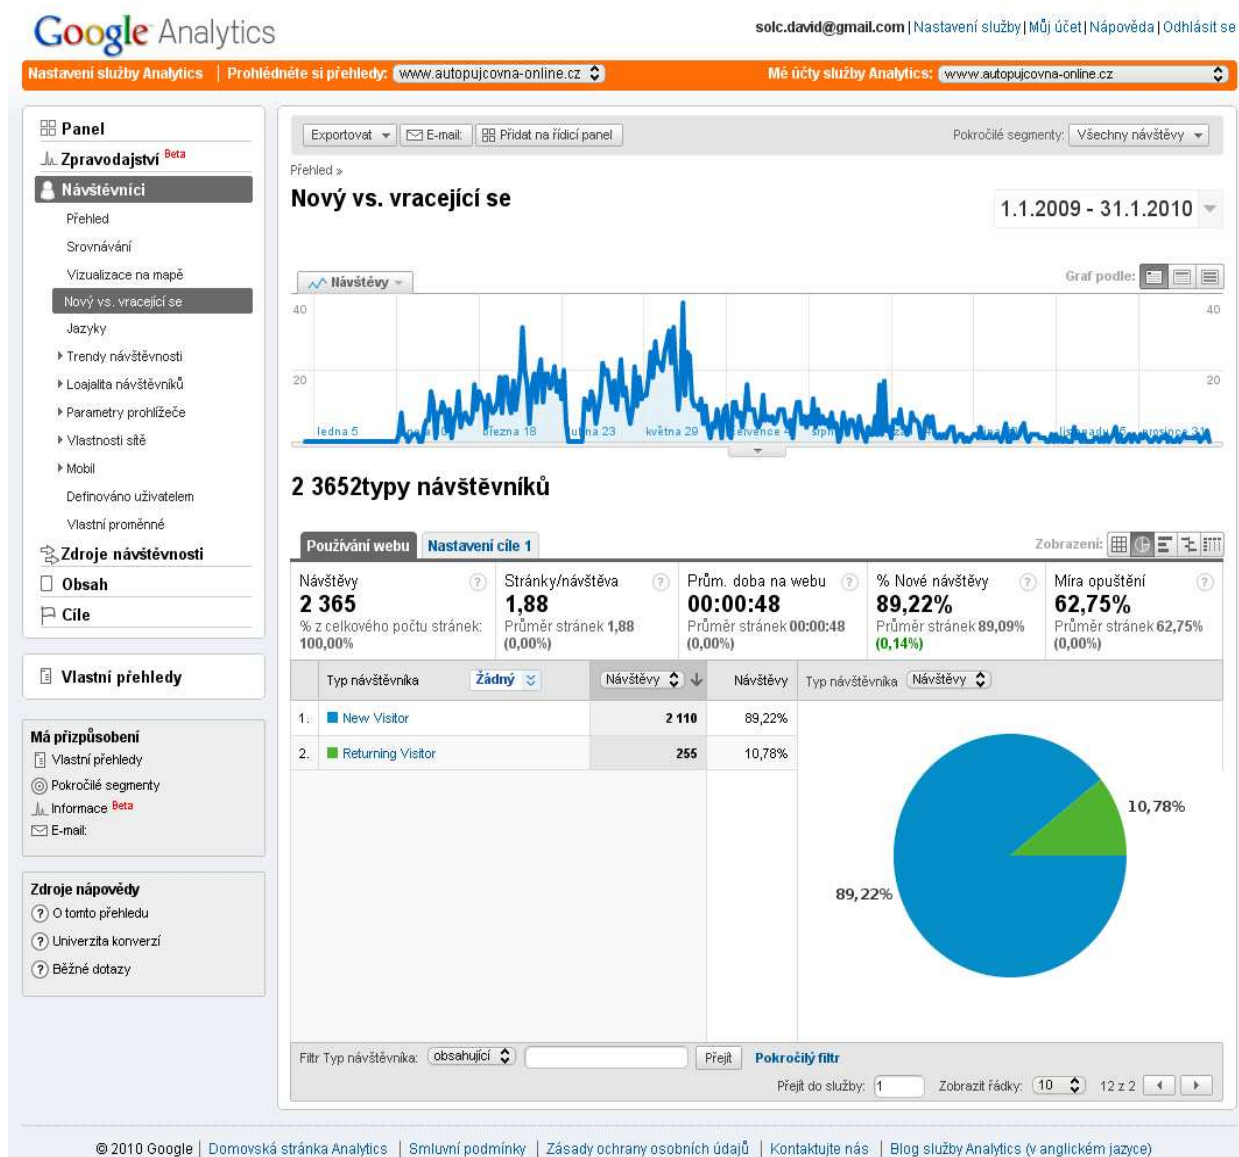 Google Analytics
solc.david@gmail.com | Nastavení služby | Můj účet | Nápověda | Odhlásit se
Nastavení služby Analytics | Prohlédněte si přehledy: www.autopujcovna-online.cz Mé účty služby Analytics: www.autopujcovna-online.cz
Panel
Zpravodajství Beta
Návštěvníci
Přehled
Srovnávání
Vizualizace na mapě
Nový vs. vracející se
Jazyky
Trendy návštěvnosti
Loajalita návštěvníků
Parametry prohlížeče
Vlastnosti sítě
Mobil
Definováno uživatelem
Vlastní proměnné
Zdroje návštěvnosti
Obsah
Cíle
Vlastní přehledy
Má přizpůsobení
Vlastní přehledy
Pokročilé segmenty
Informace Beta
E-mail:
Zdroje nápovědy
O tomto přehledu
Univerzita konverzí
Běžné dotazy
Exportovat E-mail: Přidat na řídicí panel Pokročilé segmenty: Všechny návštěvy
Přehled »
Nový vs. vracející se
1.1.2009 - 31.1.2010
Návštěvy Graf podle:
40 40
20 20
ledna 5 března 18 23 května 29 července
2 3652typy návštěvníků
Používání webu Nastavení cíle 1 Zobrazení:
Návštěvy ? Stránky/návštěva ? Prům. doba na webu ? % Nové návštěvy ? Míra opuštění ?
2 365 1,88 00:00:48 89,22% 62,75%
% z celkového počtu stránek: Průměr stránek 1,88 Průměr stránek 00:00:48 Průměr stránek 89,09% Průměr stránek 62,75%
100,00% (0,00%) (0,00%) (0,14%) (0,00%)
Typ návštěvníka Žádný Návštěvy Návštěvy Typ návštěvníka Návštěvy
1. New Visitor 2 110 89,22%
2. Returning Visitor 255 10,78%
10,78%
89,22%
Filtr Typ návštěvníka: obsahující Přejít Pokročilý filtr
Přejít do služby: 1 Zobrazit řádky: 10 12 z 2
© 2010 Google | Domovská stránka Analytics | Smluvní podmínky | Zásady ochrany osobních údajů | Kontaktujte nás | Blog služby Analytics (v anglickém jazyce)